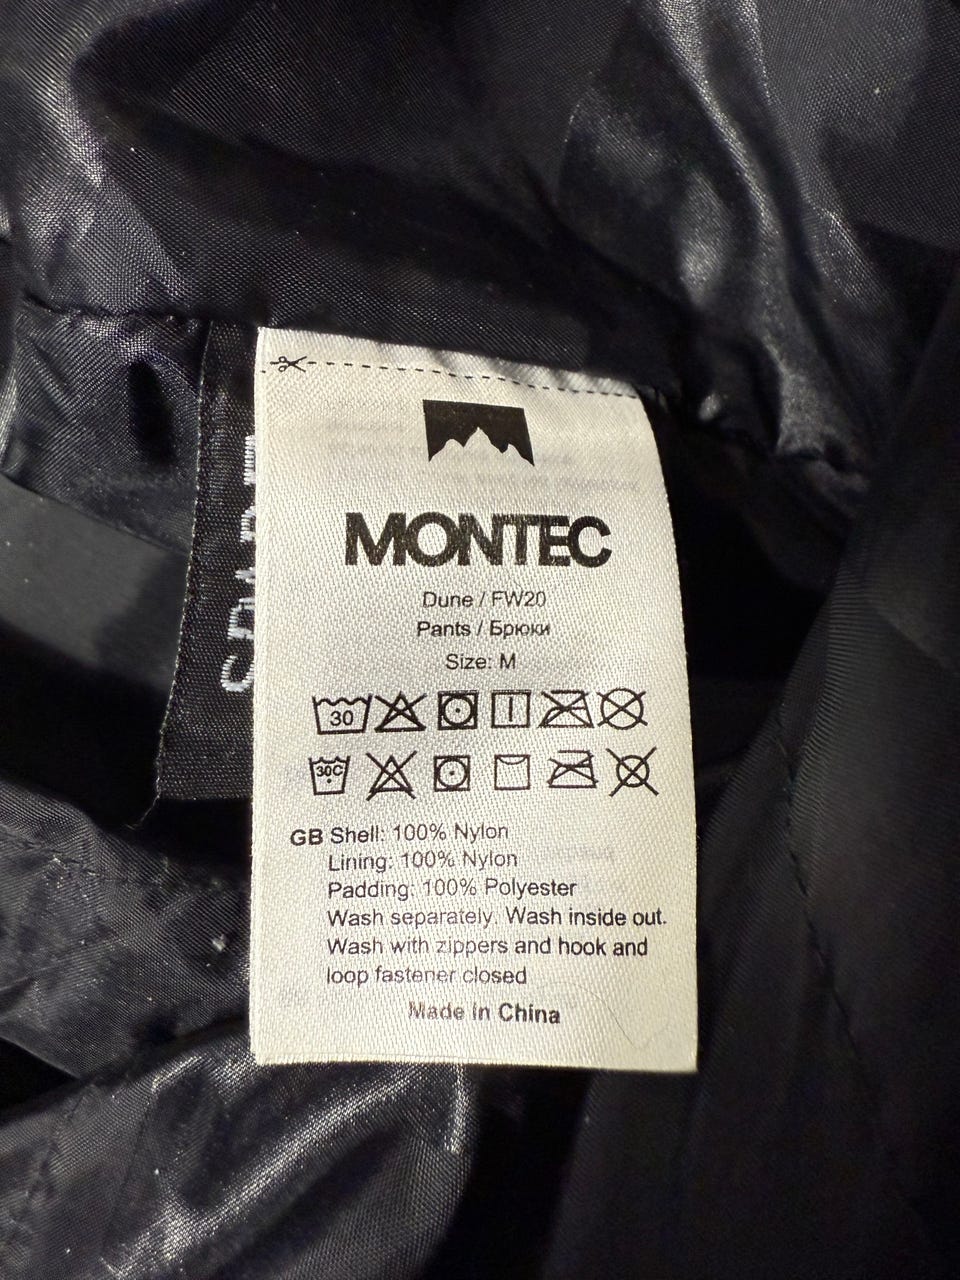 MONTEC
Dune / FW20
Pants / Брюки
Size: M
30
30C
GB Shell: 100% Nylon
Lining: 100% Nylon
Padding: 100% Polyester
Wash separately. Wash inside out.
Wash with zippers and hook and
loop fastener closed
Made in China